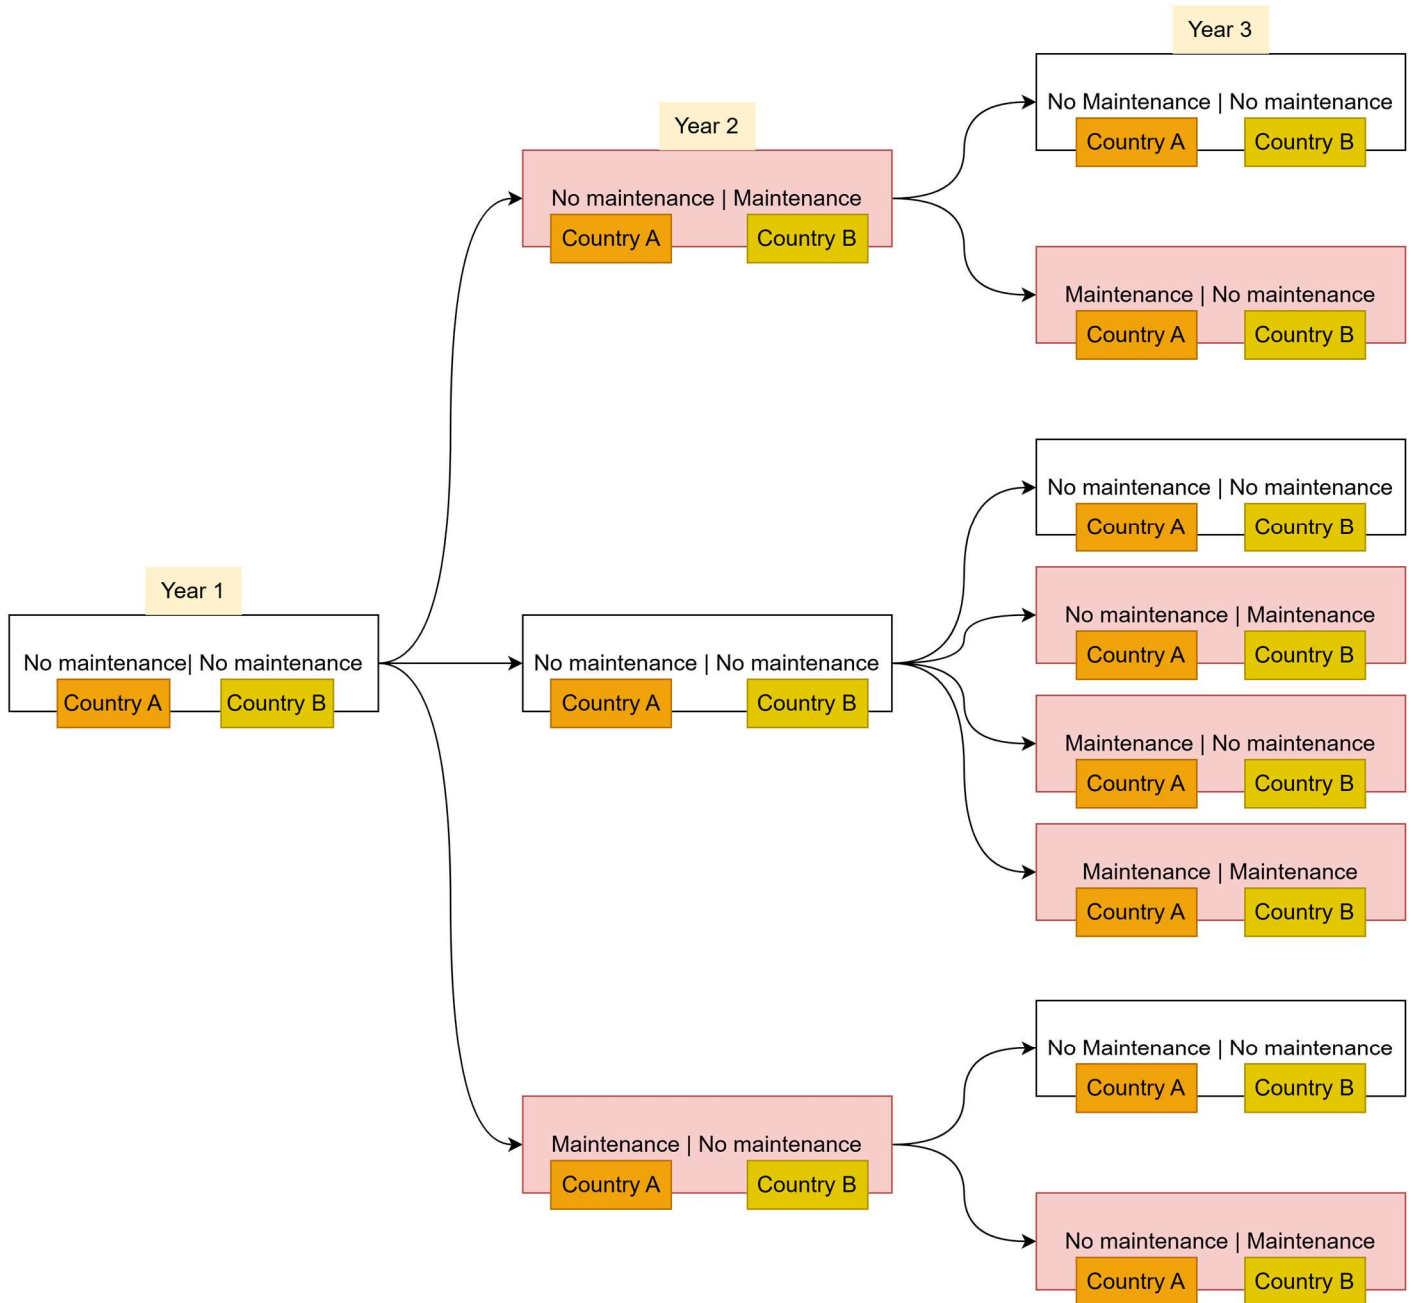 Year 1
No maintenance| No maintenance
Country A Country B
Year 2
No maintenance | Maintenance
Country A Country B
No maintenance | No maintenance
Country A Country B
Maintenance | No maintenance
Country A Country B
Year 3
No Maintenance | No maintenance
Country A Country B
Maintenance | No maintenance
Country A Country B
No maintenance | No maintenance
Country A Country B
No maintenance | Maintenance
Country A Country B
Maintenance | No maintenance
Country A Country B
Maintenance | Maintenance
Country A Country B
No Maintenance | No maintenance
Country A Country B
No maintenance | Maintenance
Country A Country B